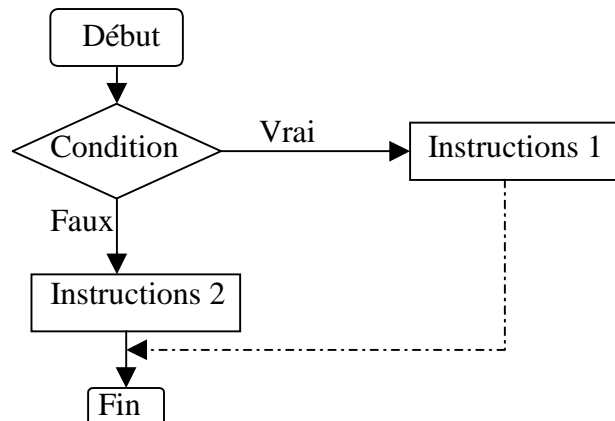 Début
Vrai
Condition
Instructions 1
Faux
Instructions 2
Fin